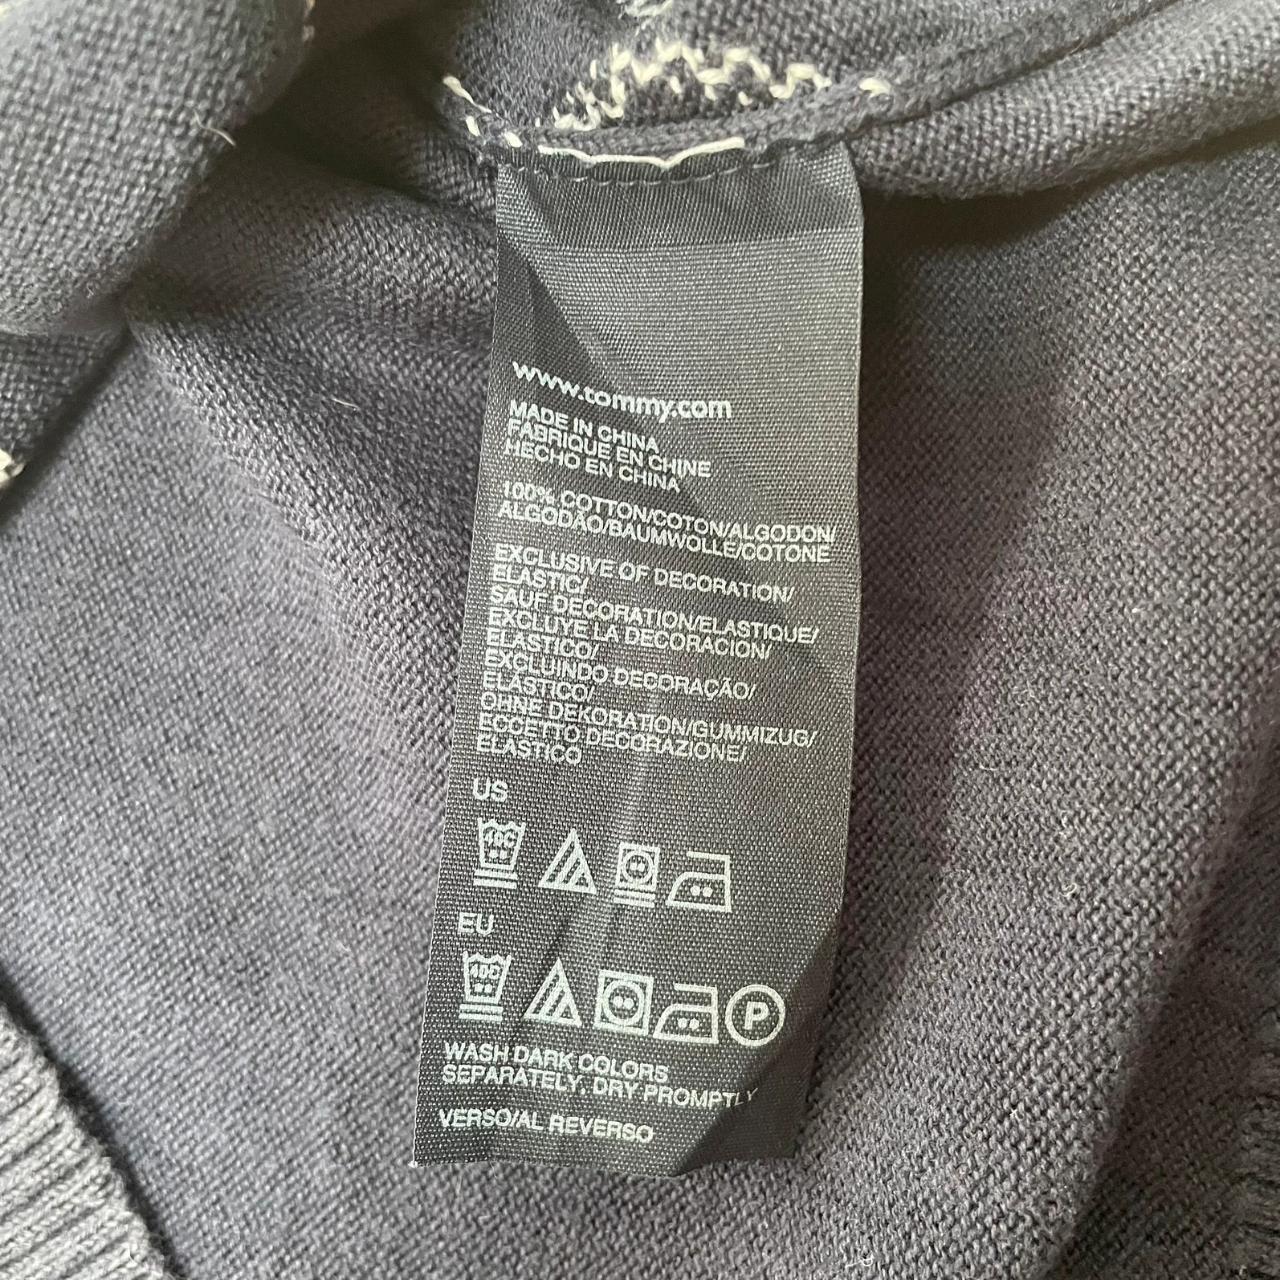 www.tommy.com
MADE IN CHINA
FABRIQUE EN CHINE
HECHO EN CHINA
100% COTTON/COTON/ALGODON/
ALGODÃO/BAUMWOLLE/COTONE
EXCLUSIVE OF DECORATION/
ELASTIC/
SAUF DECORATION/ELASTIQUE/
EXCLUYE LA DECORACION/
ELASTICO/
EXCLUINDO DECORAÇÃO/
ELASTICO/
OHNE DEKORATION/GUMMIZUG/
ECCETTO DECORAZIONE/
ELASTICO
US
40C
EU
40C
P
WASH DARK COLORS
SEPARATELY. DRY PROMPTLY
VERSO/AL REVERSO